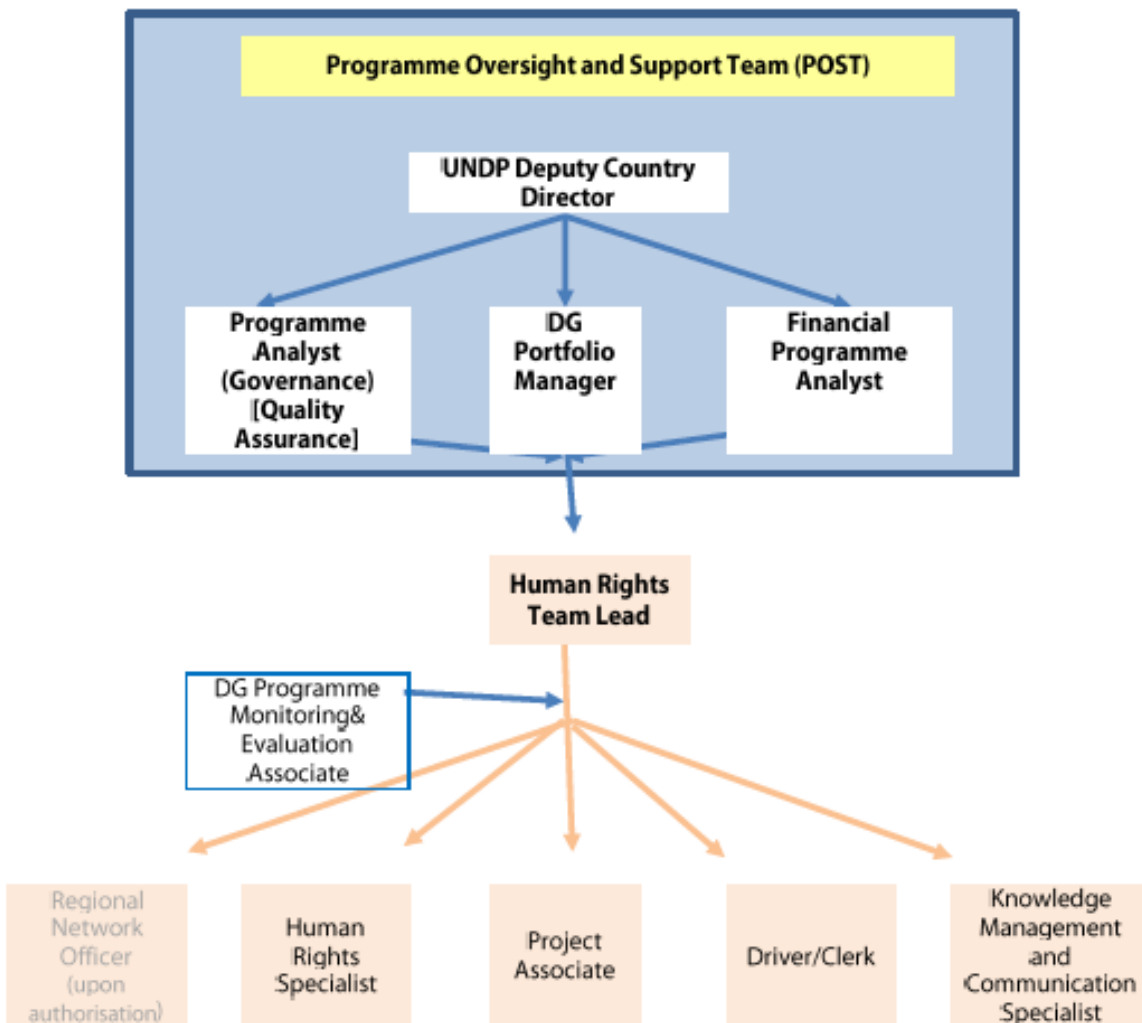 Programme Oversight and Support Team (POST)
UNDP Deputy Country
Director
Programme
Analyst
(Governance)
[Quality
Assurance]
DG
Portfolio
Manager
Financial
Programme
Analyst
Human Rights
Team Lead
DG Programme
Monitoring&
Evaluation
Associate
Regional
Network
Officer
(upon
authorisation)
Human
Rights
Specialist
Project
Associate
Driver/Clerk
Knowledge
Management
and
Communication
Specialist